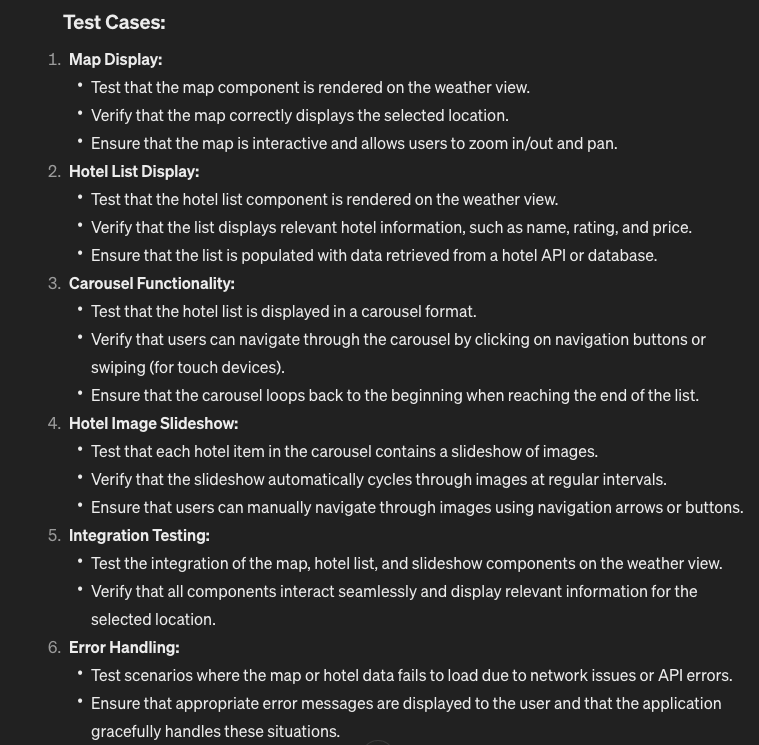 Test Cases:
1. Map Display:
• Test that the map component is rendered on the weather view.
• Verify that the map correctly displays the selected location.
• Ensure that the map is interactive and allows users to zoom in/out and pan.
2. Hotel List Display:
• Test that the hotel list component is rendered on the weather view.
• Verify that the list displays relevant hotel information, such as name, rating, and price.
• Ensure that the list is populated with data retrieved from a hotel API or database.
3. Carousel Functionality:
• Test that the hotel list is displayed in a carousel format.
• Verify that users can navigate through the carousel by clicking on navigation buttons or
swiping (for touch devices).
• Ensure that the carousel loops back to the beginning when reaching the end of the list.
4. Hotel Image Slideshow:
• Test that each hotel item in the carousel contains a slideshow of images.
• Verify that the slideshow automatically cycles through images at regular intervals.
• Ensure that users can manually navigate through images using navigation arrows or buttons.
5. Integration Testing:
• Test the integration of the map, hotel list, and slideshow components on the weather view.
• Verify that all components interact seamlessly and display relevant information for the
selected location.
6. Error Handling:
• Test scenarios where the map or hotel data fails to load due to network issues or API errors.
• Ensure that appropriate error messages are displayed to the user and that the application
gracefully handles these situations.